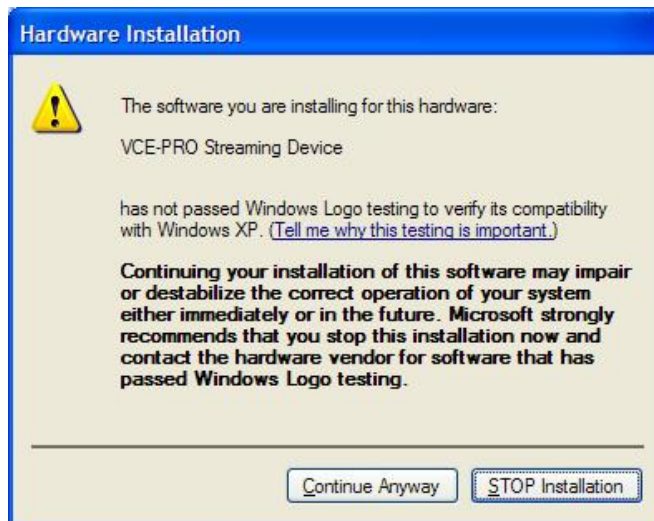 Hardware Installation
The software you are installing for this hardware:
VCE-PRO Streaming Device
has not passed Windows Logo testing to verify its compatibility
with Windows XP. (Tell me why this testing is important.)
Continuing your installation of this software may impair
or destabilize the correct operation of your system
either immediately or in the future. Microsoft strongly
recommends that you stop this installation now and
contact the hardware vendor for software that has
passed Windows Logo testing.
Continue Anyway
STOP Installation